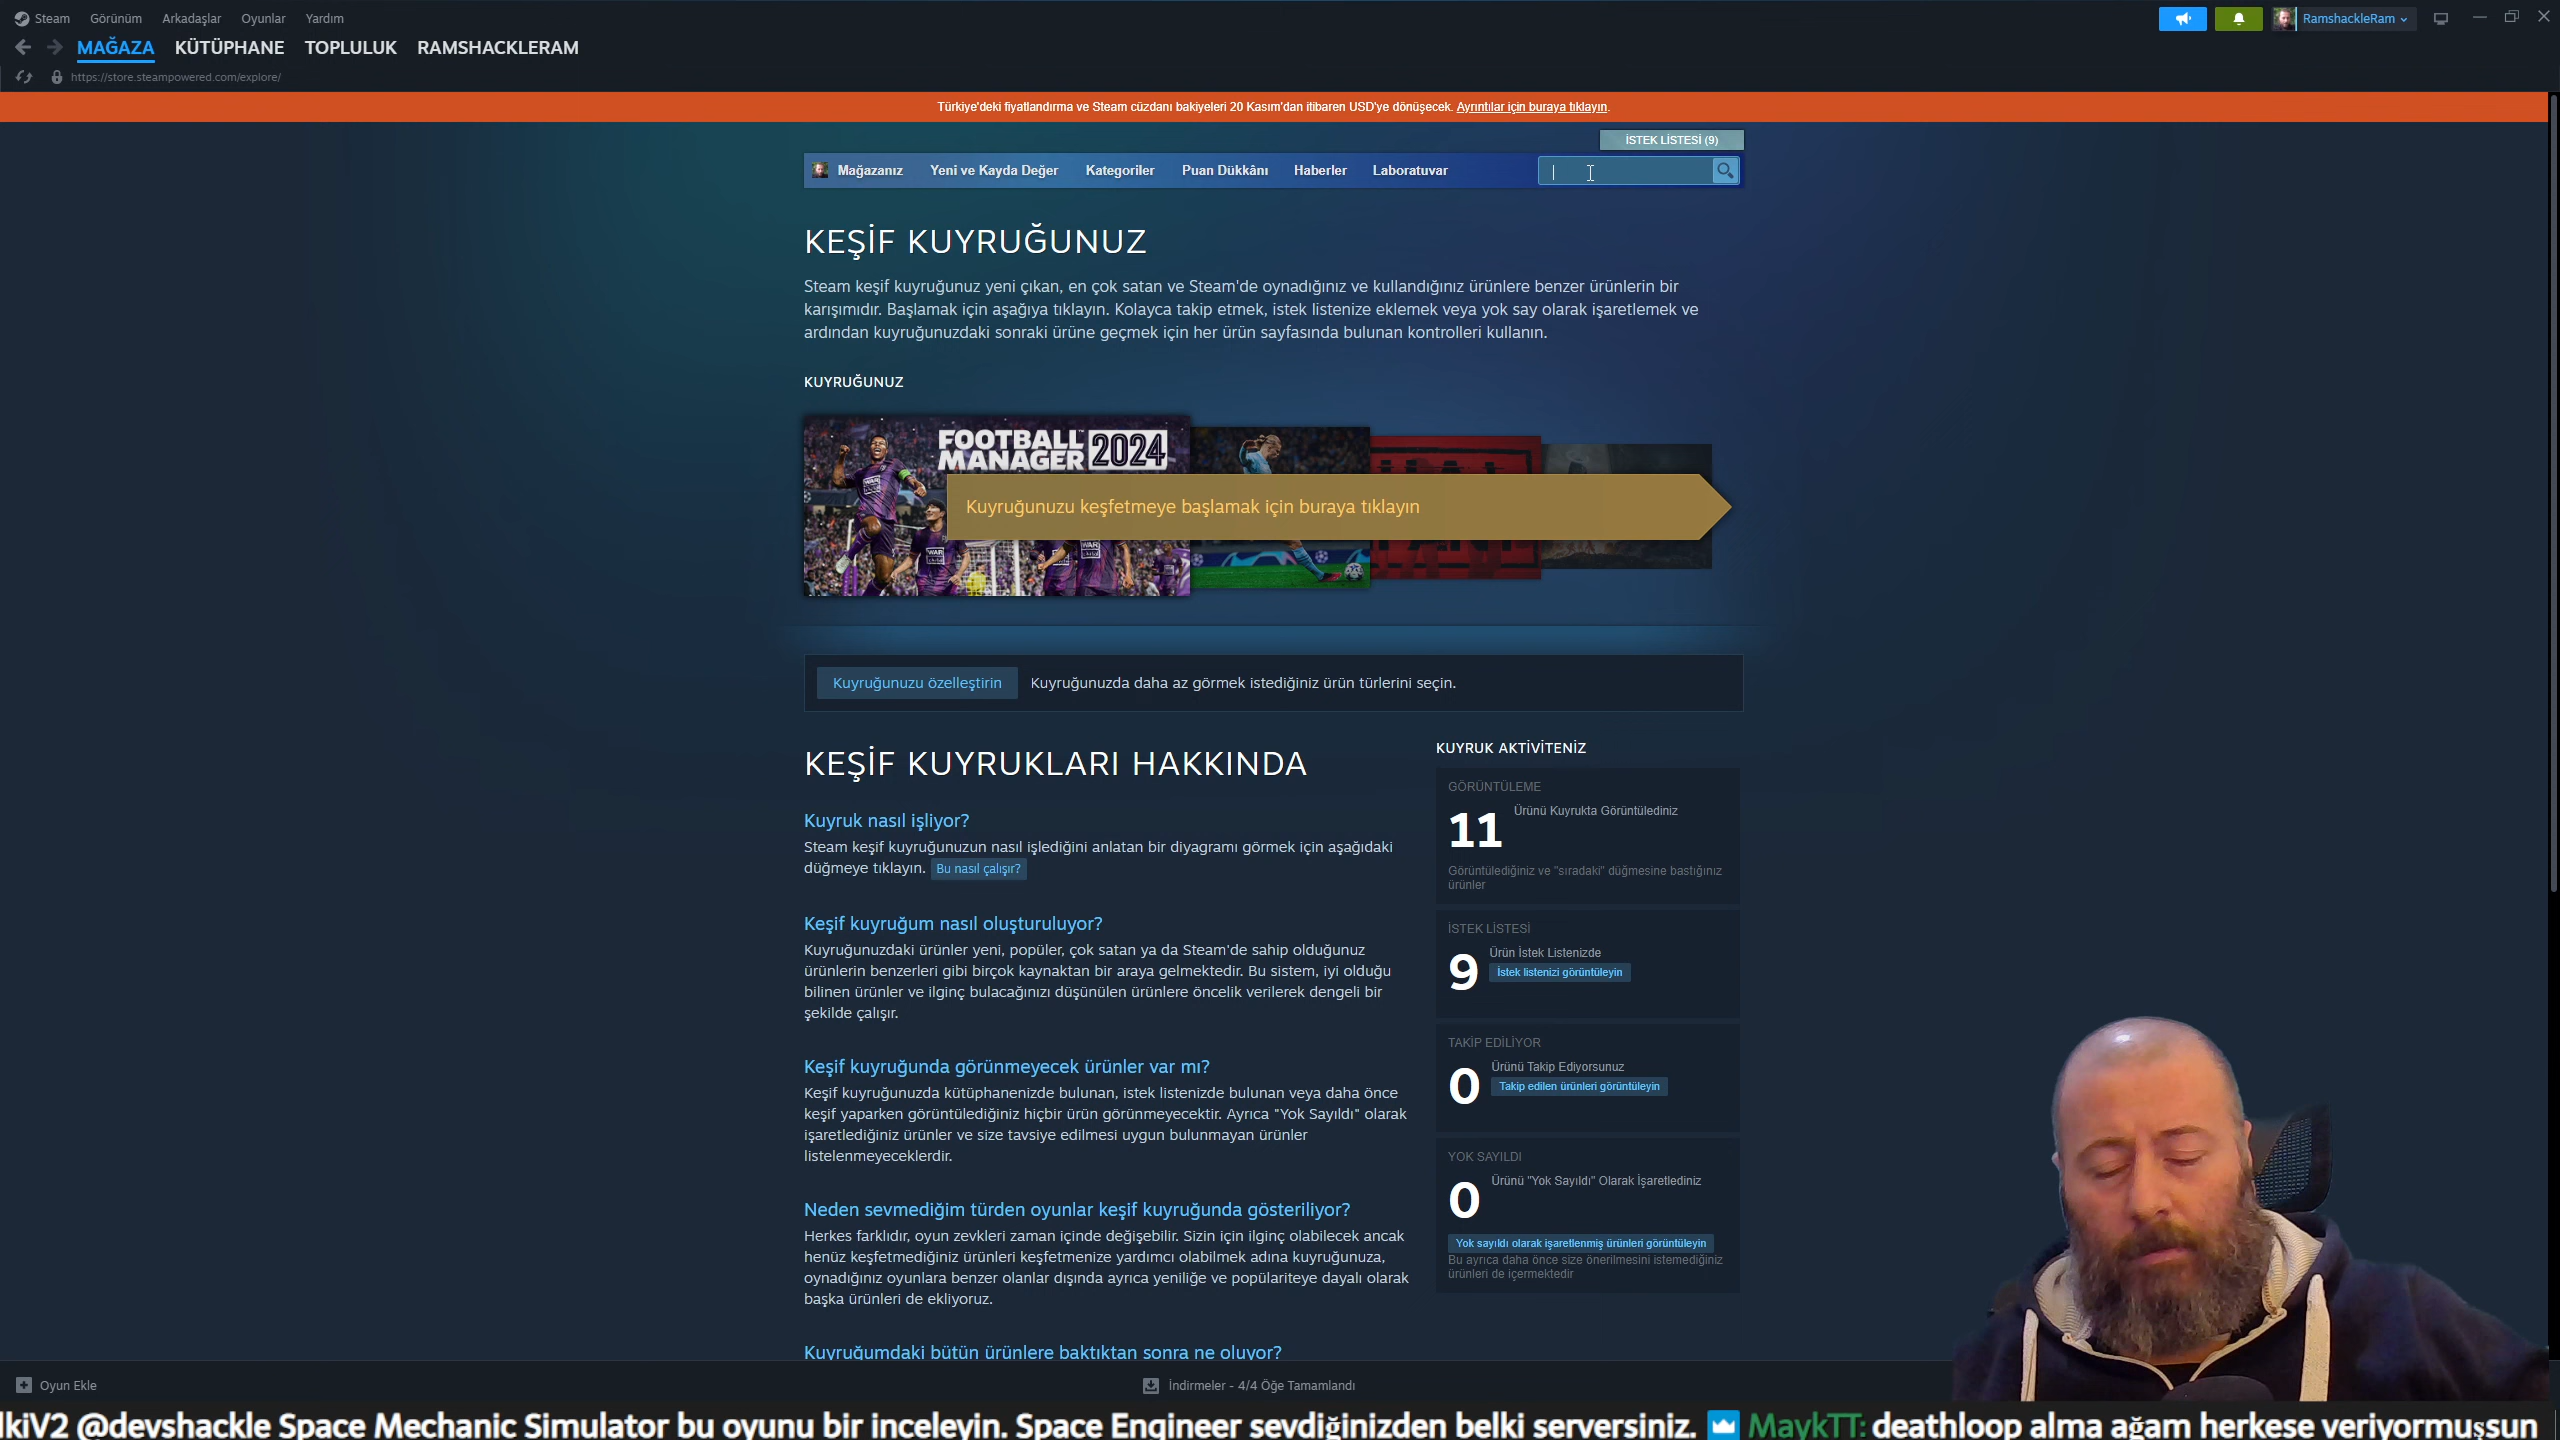 Steam Görünüm Arkadaşlar Oyunlar Yardım
RamshackleRam
MAĞAZA KÜTÜPHANE TOPLULUK RAMSHACKLERAM
https://store.steampowered.com/explore/
Türkiye'deki fiyatlandırma ve Steam cüzdanı bakiyeleri 20 Kasım'dan itibaren USD'ye dönüşecek. Ayrıntılar için buraya tıklayın.
İSTEK LİSTESİ (9)
Mağazanız Yeni ve Kayda Değer Kategoriler Puan Dükkânı Haberler Laboratuvar
KEŞİF KUYRUĞUNUZ
Steam keşif kuyruğunuz yeni çıkan, en çok satan ve Steam'de oynadığınız ve kullandığınız ürünlere benzer ürünlerin bir
karışımıdır. Başlamak için aşağıya tıklayın. Kolayca takip etmek, istek listenize eklemek veya yok say olarak işaretlemek ve
ardından kuyruğunuzdaki sonraki ürüne geçmek için her ürün sayfasında bulunan kontrolleri kullanın.
KUYRUĞUNUZ
FOOTBALL
MANAGER 2024
Kuyruğunuzu keşfetmeye başlamak için buraya tıklayın
Kuyruğunuzu özelleştirin Kuyruğunuzda daha az görmek istediğiniz ürün türlerini seçin.
KEŞİF KUYRUKLARI HAKKINDA
Kuyruk nasıl işliyor?
Steam keşif kuyruğunuzun nasıl işlediğini anlatan bir diyagramı görmek için aşağıdaki
düğmeye tıklayın. Bu nasıl çalışır?
Keşif kuyruğum nasıl oluşturuluyor?
Kuyruğunuzdaki ürünler yeni, popüler, çok satan ya da Steam'de sahip olduğunuz
ürünlerin benzerleri gibi birçok kaynaktan bir araya gelmektedir. Bu sistem, iyi olduğu
bilinen ürünler ve ilginç bulacağınızı düşünülen ürünlere öncelik verilerek dengeli bir
şekilde çalışır.
Keşif kuyruğunda görünmeyecek ürünler var mı?
Keşif kuyruğunuzda kütüphanenizde bulunan, istek listenizde bulunan veya daha önce
keşif yaparken görüntülediğiniz hiçbir ürün görünmeyecektir. Ayrıca "Yok Sayıldı" olarak
işaretlediğiniz ürünler ve size tavsiye edilmesi uygun bulunmayan ürünler
listelenmeyeceklerdir.
Neden sevmediğim türden oyunlar keşif kuyruğunda gösteriliyor?
Herkes farklıdır, oyun zevkleri zaman içinde değişebilir. Sizin için ilginç olabilecek ancak
henüz keşfetmediğiniz ürünleri keşfetmenize yardımcı olabilmek adına kuyruğunuza,
oynadığınız oyunlara benzer olanlar dışında ayrıca yeniliğe ve popülariteye dayalı olarak
başka ürünleri de ekliyoruz.
Kuyruğumdaki bütün ürünlere baktıktan sonra ne oluyor?
KUYRUK AKTİVİTENİZ
GÖRÜNTÜLEME
11 Ürünü Kuyrukta Görüntülediniz
Görüntülediğiniz ve "sıradaki" düğmesine bastığınız
ürünler
İSTEK LİSTESİ
9 Ürün İstek Listenizde
İstek listenizi görüntüleyin
TAKİP EDİLİYOR
0 Ürünü Takip Ediyorsunuz
Takip edilen ürünleri görüntüleyin
YOK SAYILDI
0 Ürünü "Yok Sayıldı" Olarak İşaretlediniz
Yok sayıldı olarak işaretlenmiş ürünleri görüntüleyin
Bu ayrıca daha önce size önerilmesini istemediğiniz
ürünleri de içermektedir
Oyun Ekle
İndirmeler - 4/4 Öğe Tamamlandı
lkiV2 @devshackle Space Mechanic Simulator bu oyunu bir inceleyin. Space Engineer sevdiğinizden belki serversiniz. MaykTT: deathloop alma ağam herkese veriyormuşsun